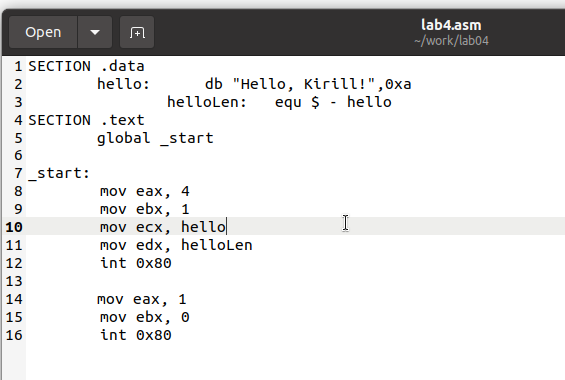 Open
lab4.asm
~/work/lab04
1 SECTION .data
2 hello: db "Hello, Kirill!",0xa
3 helloLen: equ $ - hello
4 SECTION .text
5 global _start
6
7 _start:
8 mov eax, 4
9 mov ebx, 1
10 mov ecx, hello
11 mov edx, helloLen
12 int 0x80
13
14 mov eax, 1
15 mov ebx, 0
16 int 0x80